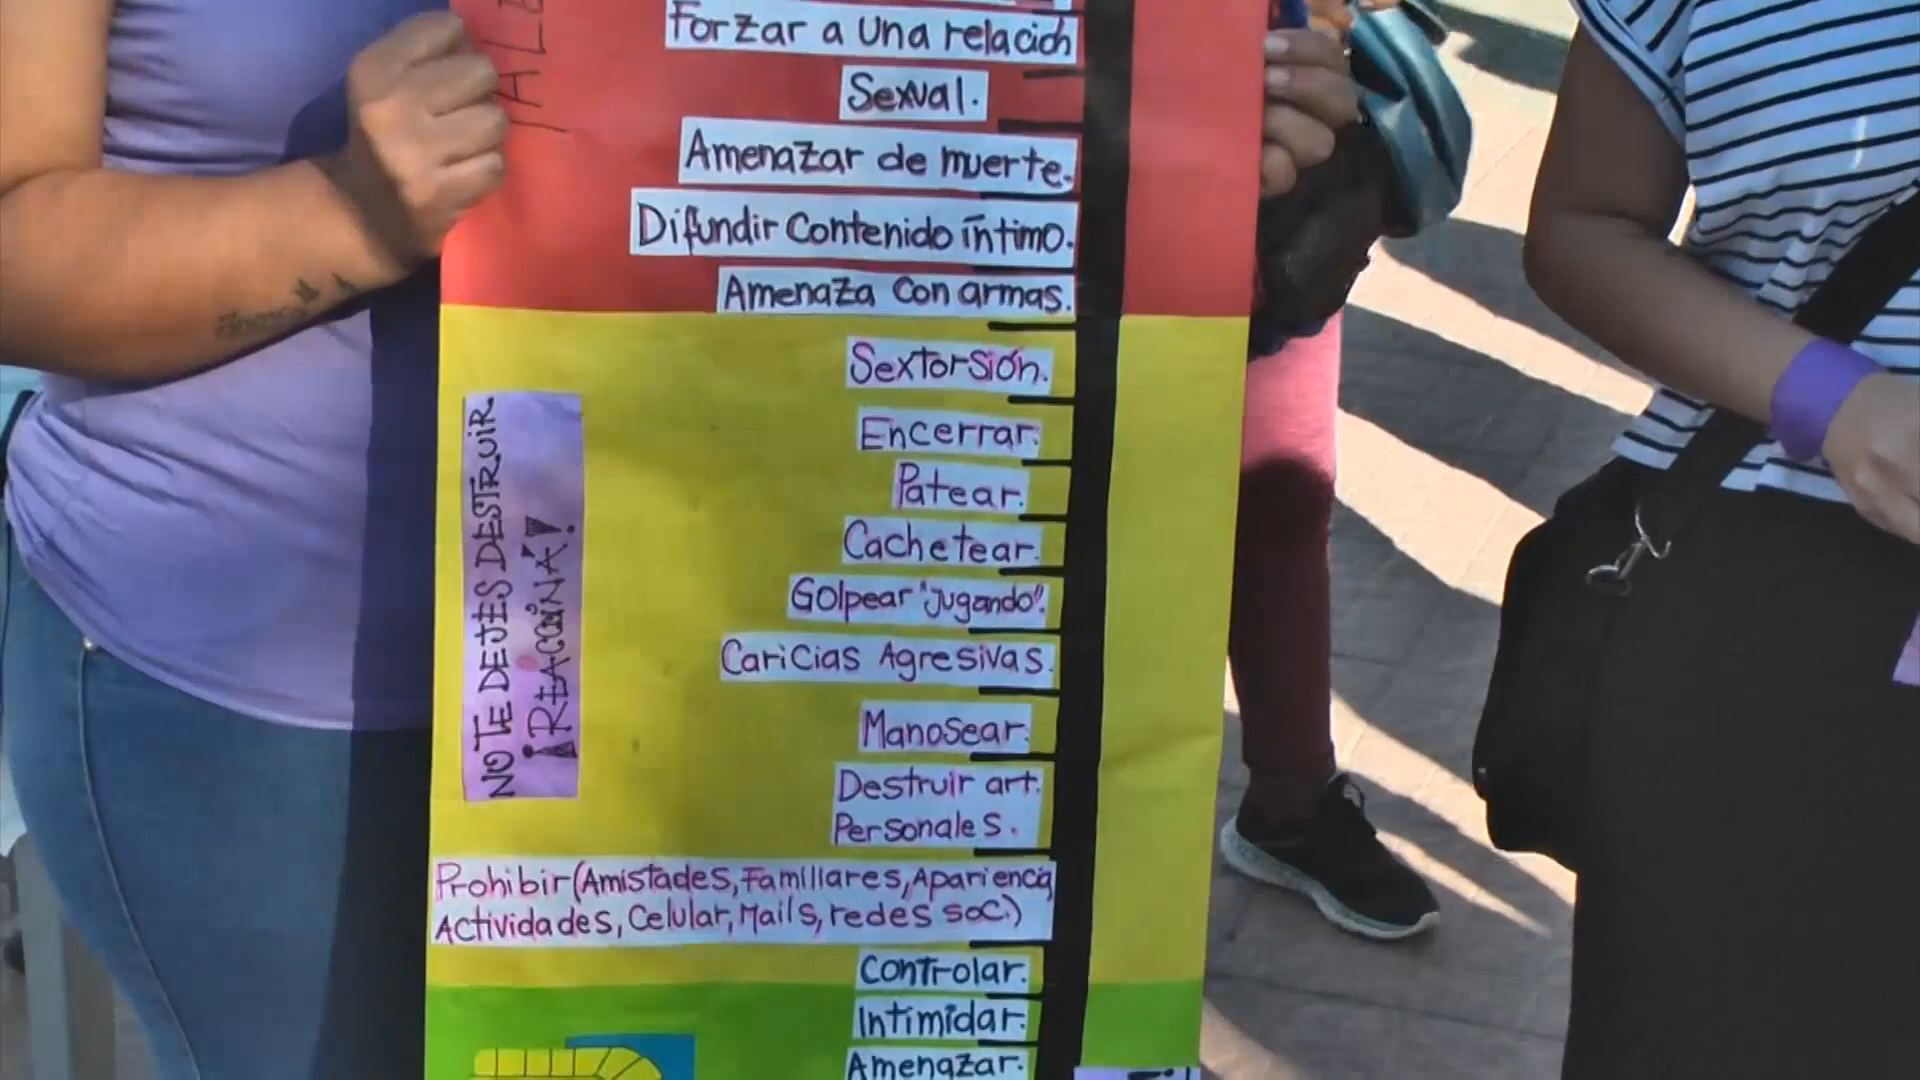 Forzar a una relación
Sexual.
Amenazar de muerte.
Difundir Contenido íntimo.
Amenaza con armas.
Sextorsión.
Encerrar.
Patear.
Cachetear.
Golpear "jugando".
Caricias Agresivas.
Manosear.
Destruir art.
Personales.
Prohibir (Amistades, Familiares, Apariencia,
Actividades, Celular, Mails, redes soc.)
Controlar.
Intimidar.
Amenazar.
NO TE DEJES DESTRUIR.
¡REACCIONÁ!